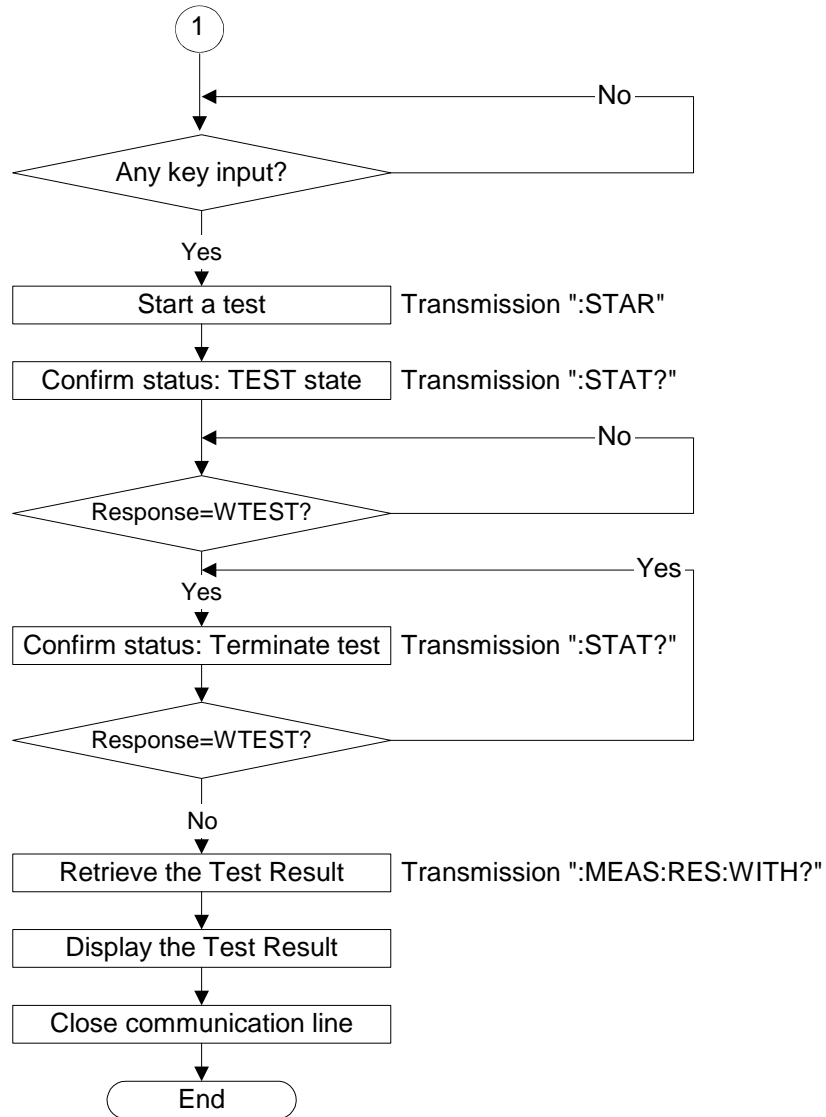 1
No
Any key input?
Yes
Start a test Transmission ":STAR"
Confirm status: TEST state Transmission ":STAT?"
No
Response=WTEST?
Yes
Yes
Confirm status: Terminate test Transmission ":STAT?"
Response=WTEST?
No
Retrieve the Test Result Transmission ":MEAS:RES:WITH?"
Display the Test Result
Close communication line
End